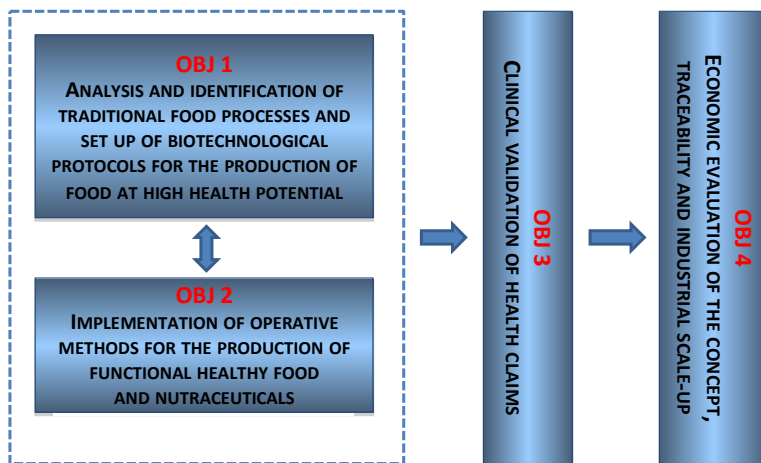 OBJ 1
ANALYSIS AND IDENTIFICATION OF
TRADITIONAL FOOD PROCESSES AND
SET UP OF BIOTECHNOLOGICAL
PROTOCOLS FOR THE PRODUCTION OF
FOOD AT HIGH HEALTH POTENTIAL
OBJ 2
IMPLEMENTATION OF OPERATIVE
METHODS FOR THE PRODUCTION OF
FUNCTIONAL HEALTHY FOOD
AND NUTRACEUTICALS
OBJ 3
CLINICAL VALIDATION OF HEALTH CLAIMS
OBJ 4
ECONOMIC EVALUATION OF THE CONCEPT,
TRACEABILITY AND INDUSTRIAL SCALE-UP